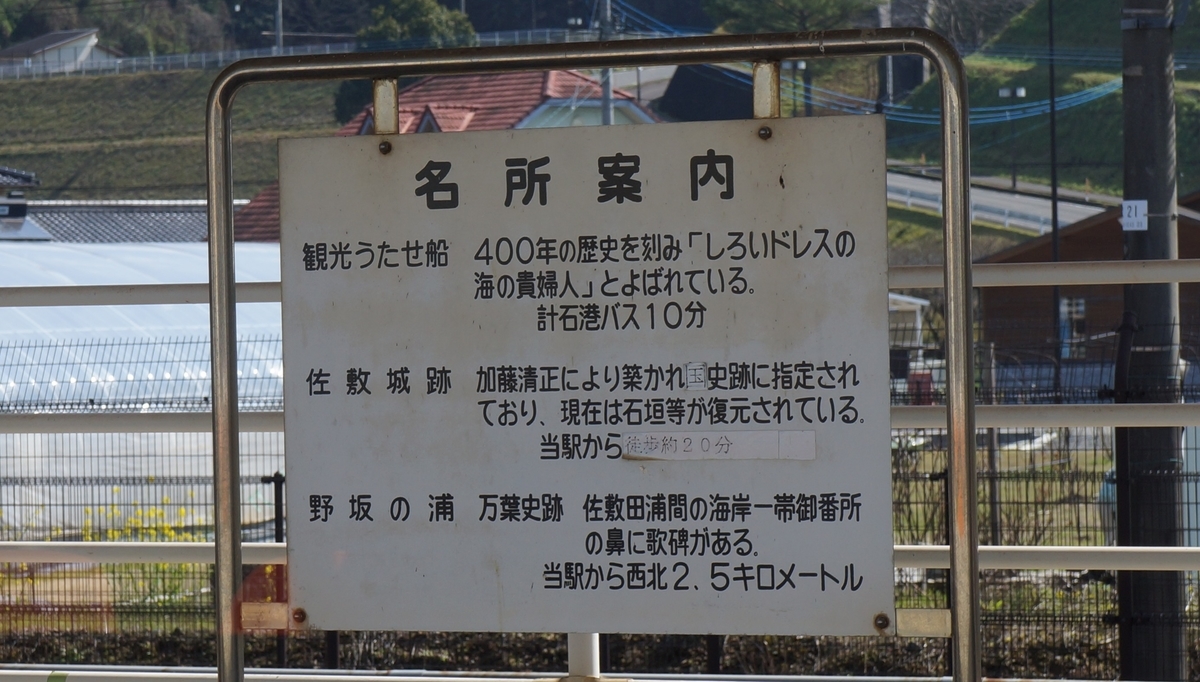 名所案内
観光うたせ船 400年の歴史を刻み「しろいドレスの
海の貴婦人」とよばれている。
計石港バス10分
佐敷城跡 加藤清正により築かれ国史跡に指定され
ており、現在は石垣等が復元されている。
当駅から徒歩約20分
野坂の浦 万葉史跡 佐敷田浦間の海岸一帯御番所
の鼻に歌碑がある。
当駅から西北2、5キロメートル
21